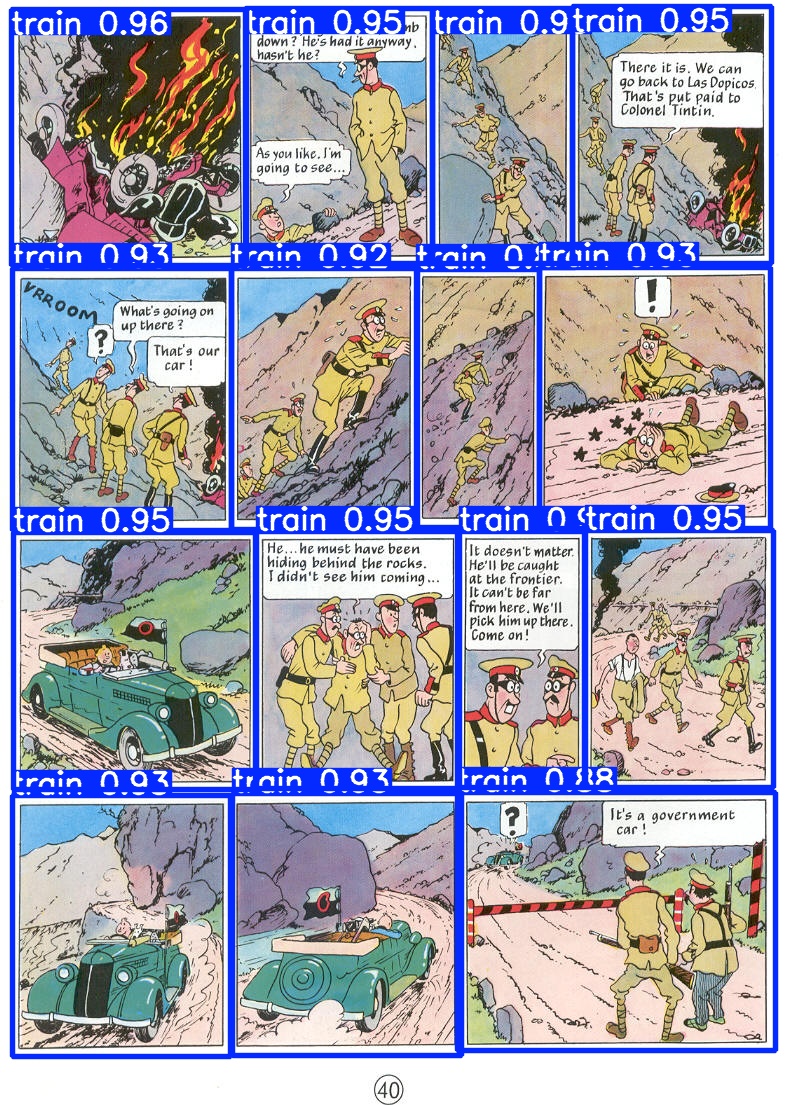 train 0.96
train 0.95
train 0.9
train 0.95
down? He's had it anyway,
hasn't he?
As you like. I'm
going to see...
There it is. We can
go back to Las Dopicos.
That's put paid to
Colonel Tintin.
train 0.93
train 0.92
train
train 0.93
VRROOM
?
What's going on
up there?
That's our
car!
!
train 0.95
train 0.95
train
train 0.95
He... he must have been
hiding behind the rocks.
I didn't see him coming...
It doesn't matter.
He'll be caught
at the frontier.
It can't be far
from here. We'll
pick him up there.
Come on!
train 0.93
train 0.93
train 0.88
?
It's a government
car!
40